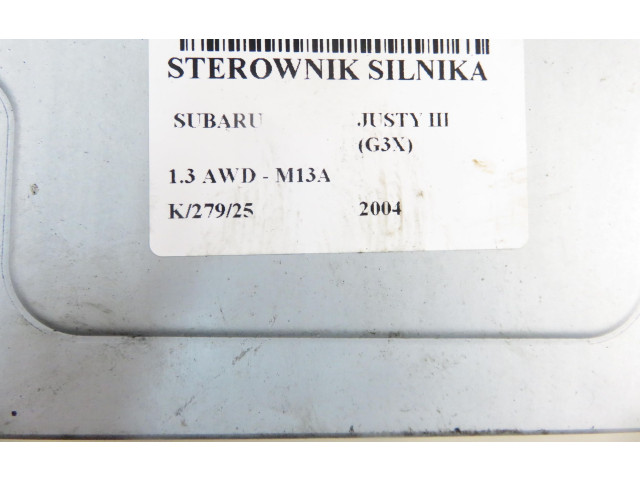 STEROWNIK SILNIKA
SUBARU JUSTY III
(G3X)
1.3 AWD - M13A
K/279/25 2004